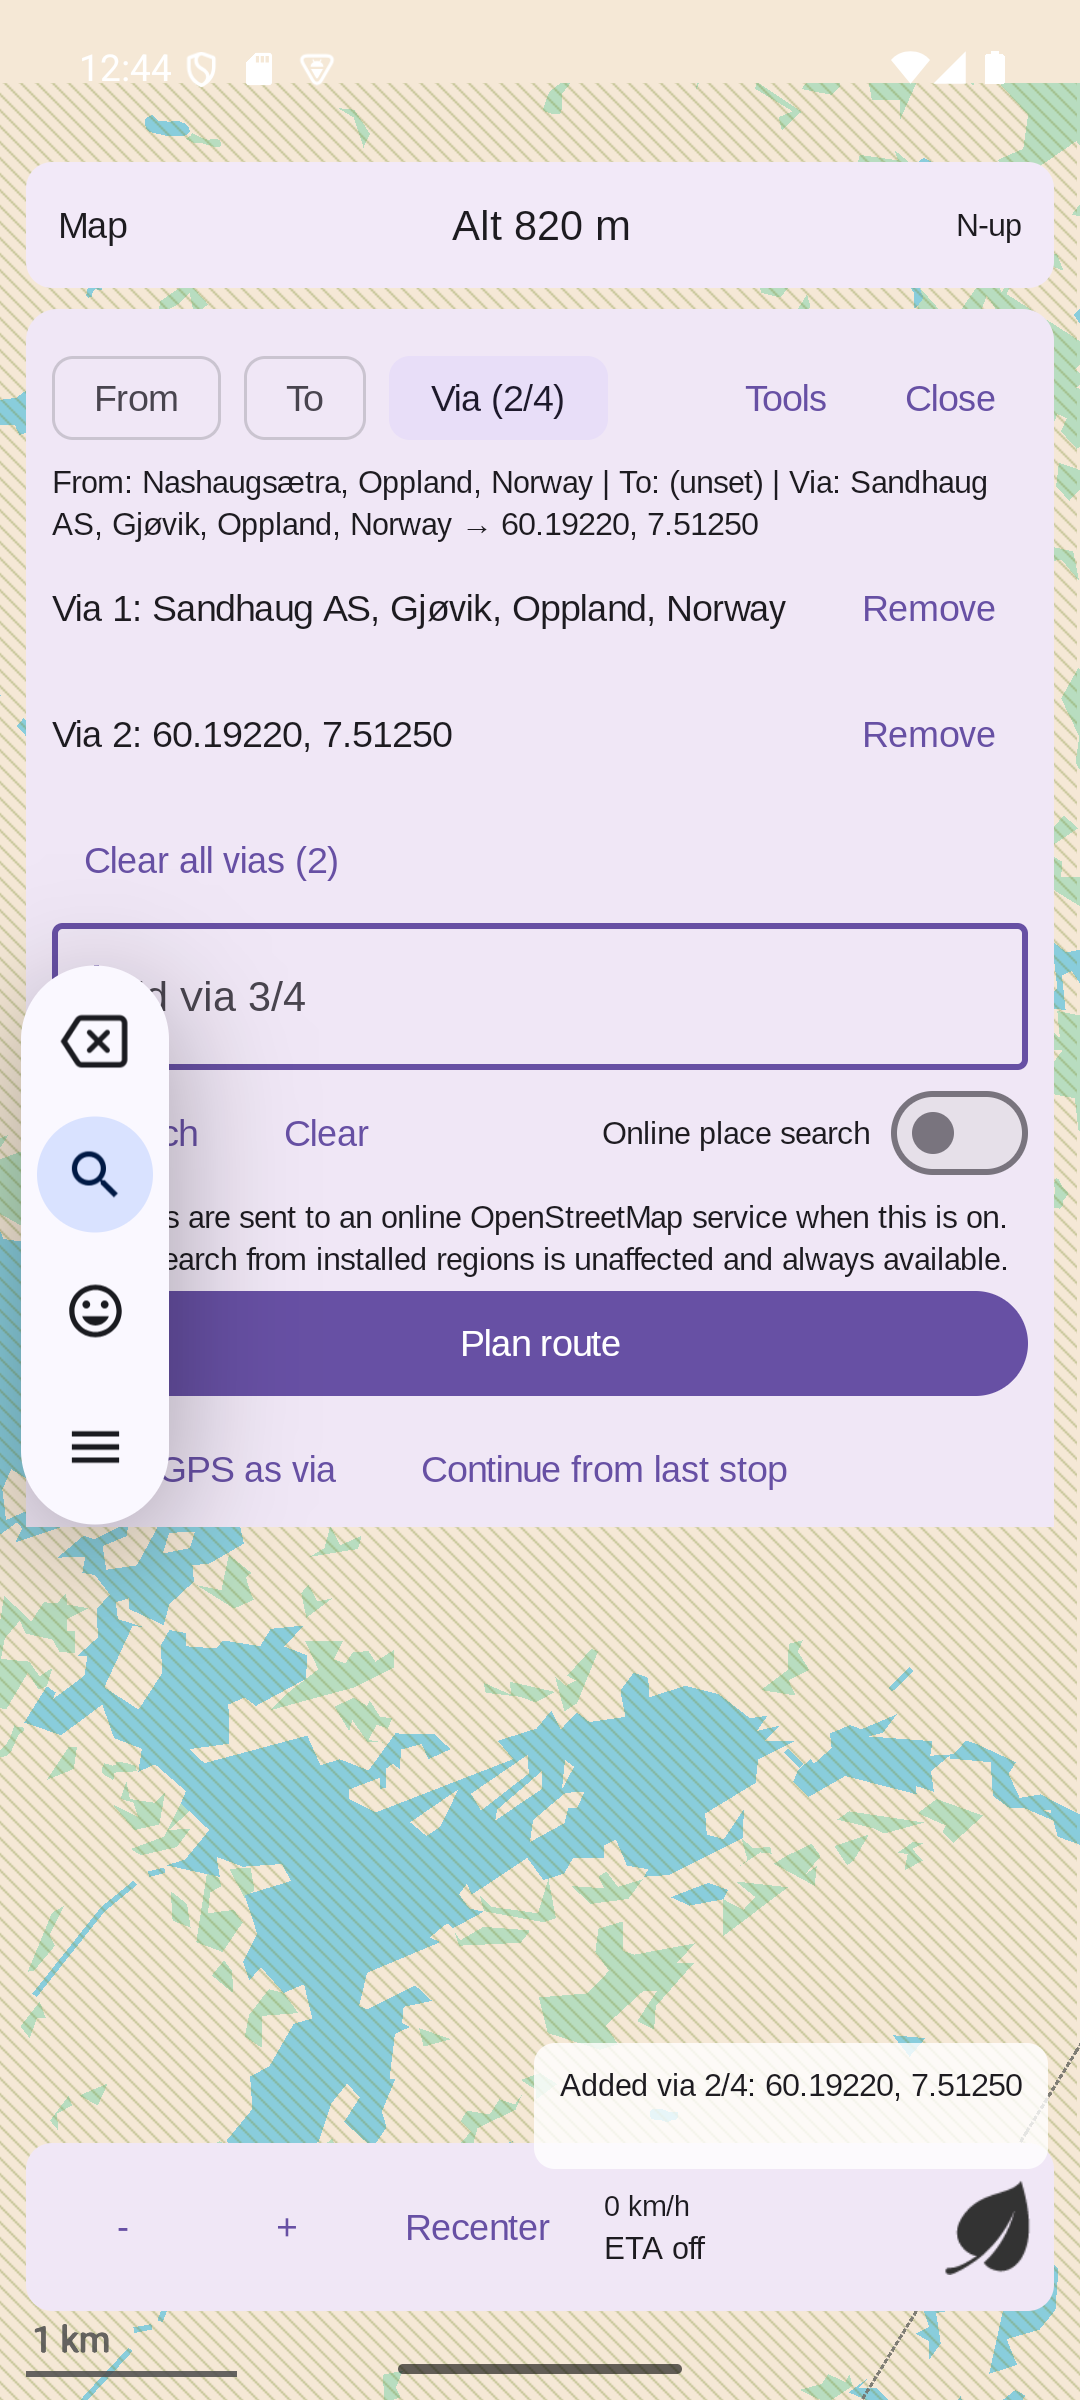 12:44
Map
Alt 820 m
N-up
From
To
Via (2/4)
Tools
Close
From: Nashaugsætra, Oppland, Norway | To: (unset) | Via: Sandhaug
AS, Gjøvik, Oppland, Norway → 60.19220, 7.51250
Via 1: Sandhaug AS, Gjøvik, Oppland, Norway
Remove
Via 2: 60.19220, 7.51250
Remove
Clear all vias (2)
via 3/4
Clear
Online place search
are sent to an online OpenStreetMap service when this is on.
from installed regions is unaffected and always available.
Plan route
GPS as via
Continue from last stop
Added via 2/4: 60.19220, 7.51250
-
+
Recenter
0 km/h
ETA off
1 km